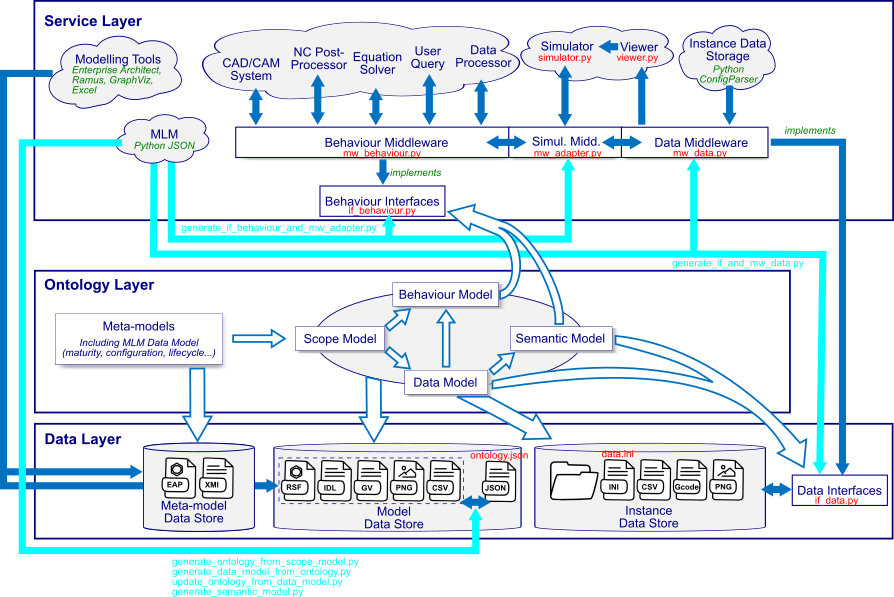 Service Layer
Modelling Tools
Enterprise Architect,
Ramus, GraphViz,
Excel
CAD/CAM
System
NC Post-
Processor
Equation
Solver
User
Query
Data
Processor
Simulator
simulator.py
Viewer
viewer.py
Instance Data
Storage
Python
ConfigParser
MLM
Python JSON
Behaviour Middleware
mw_behaviour.py
Simul. Midd.
mw_adapter.py
Data Middleware
mw_data.py
implements
implements
Behaviour Interfaces
if_behaviour.py
generate_if_behaviour_and_mw_adapter.py
generate_if_and_mw_data.py
Ontology Layer
Meta-models
Including MLM Data Model
(maturity, configuration, lifecycle...)
Behaviour Model
Scope Model
Semantic Model
Data Model
Data Layer
EAP
XMI
Meta-model
Data Store
RSF
IDL
GV
PNG
CSV
ontology.json
JSON
Model
Data Store
data.ini
INI
CSV
Gcode
PNG
Instance
Data Store
Data Interfaces
if_data.py
generate_ontology_from_scope_model.py
generate_data_model_from_ontology.py
update_ontology_from_data_model.py
generate_semantic_model.py